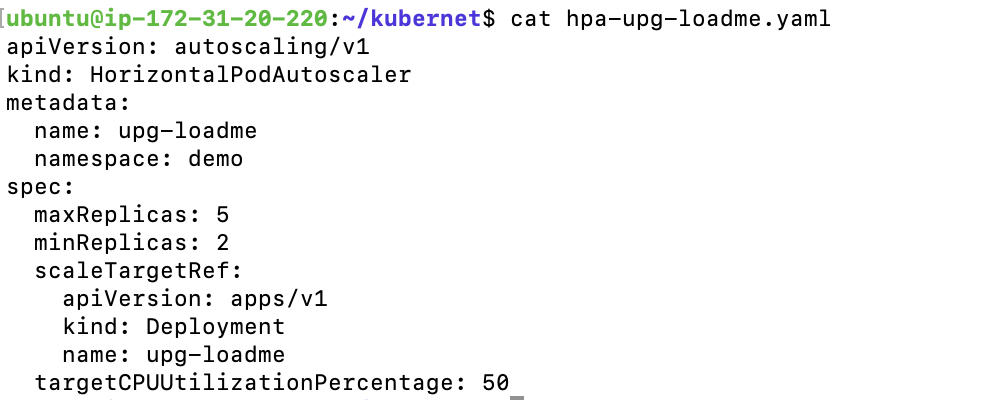 [ubuntu@ip-172-31-20-220:~/kubernet$ cat hpa-upg-loadme.yaml
apiVersion: autoscaling/v1
kind: HorizontalPodAutoscaler
metadata:
  name: upg-loadme
  namespace: demo
spec:
  maxReplicas: 5
  minReplicas: 2
  scaleTargetRef:
    apiVersion: apps/v1
    kind: Deployment
    name: upg-loadme
  targetCPUUtilizationPercentage: 50